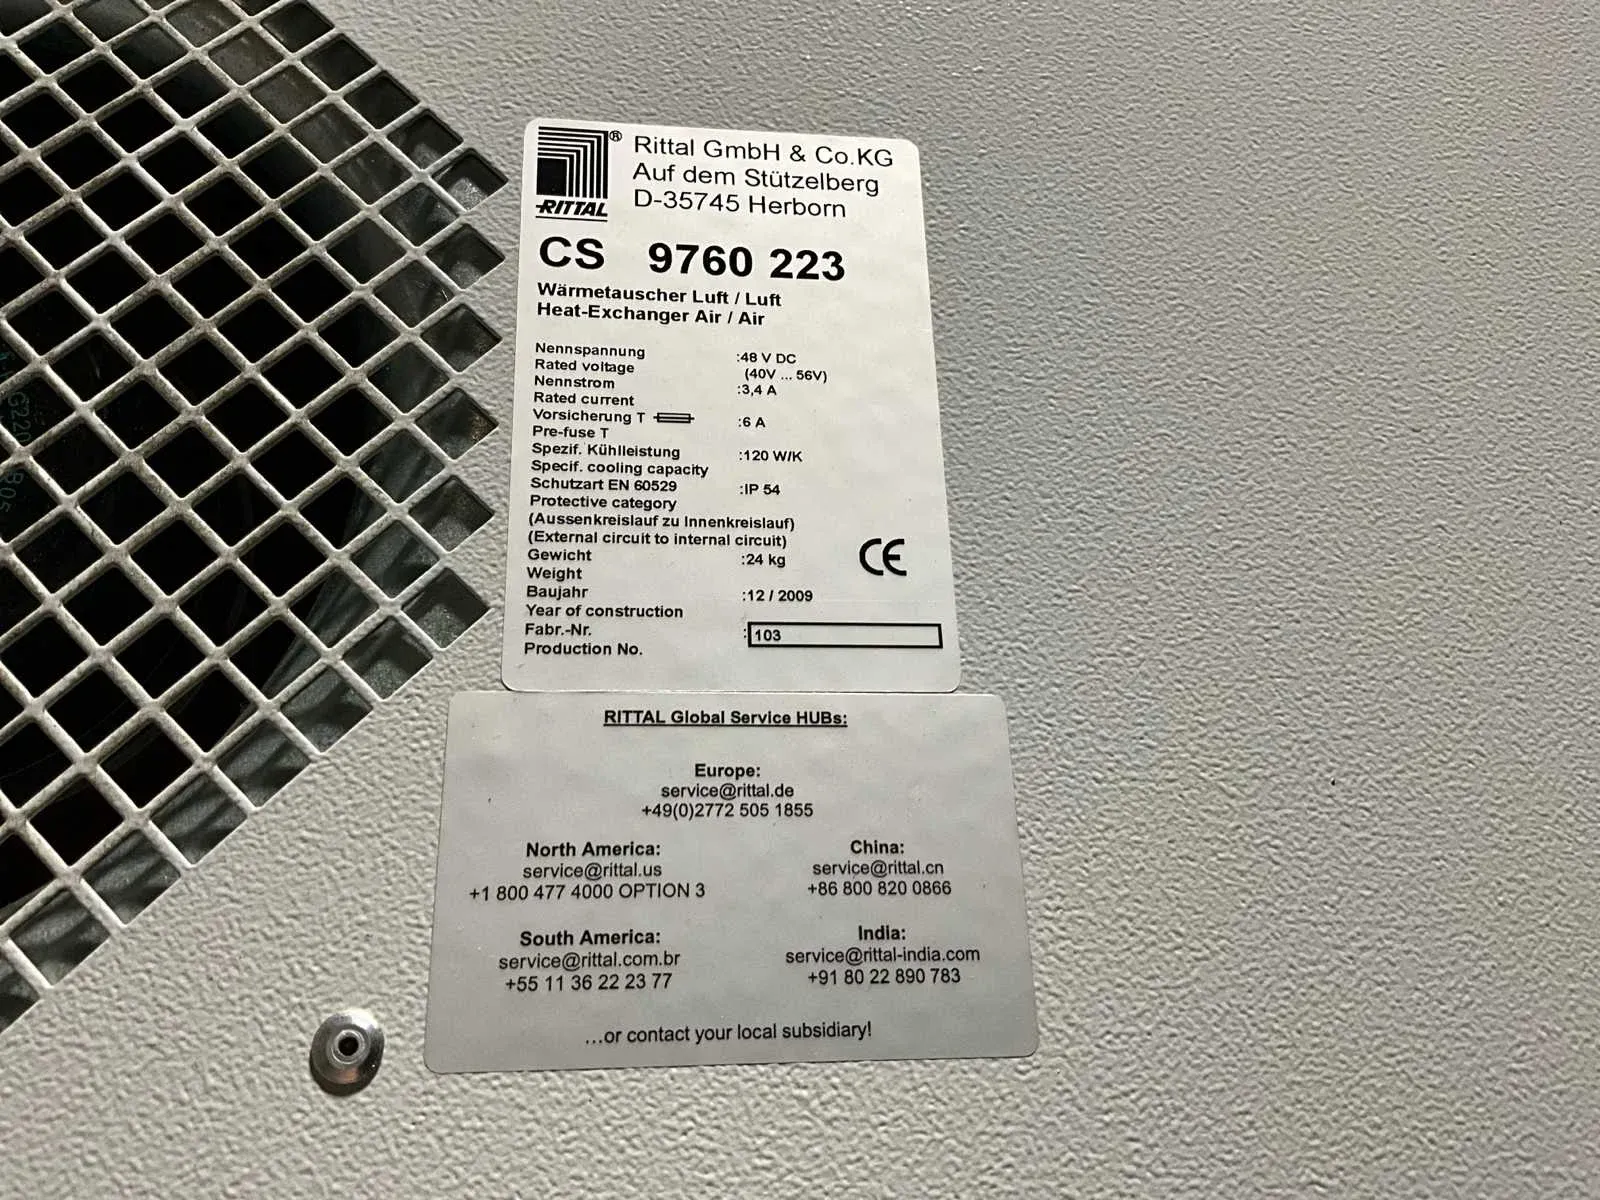 ® Rittal GmbH & Co.KG
Auf dem Stützelberg
D-35745 Herborn
RITTAL
CS 9760 223
Wärmetauscher Luft / Luft
Heat-Exchanger Air / Air
Nennspannung :48 V DC
Rated voltage (40V ... 56V)
Nennstrom :3,4 A
Rated current
Vorsicherung T :6 A
Pre-fuse T
Spezif. Kühlleistung :120 W/K
Specif. cooling capacity
Schutzart EN 60529 :IP 54
Protective category
(Aussenkreislauf zu Innenkreislauf)
(External circuit to internal circuit)
CE
Gewicht :24 kg
Weight
Baujahr :12 / 2009
Year of construction
Fabr.-Nr. :103
Production No.
RITTAL Global Service HUBs:
Europe:
service@rittal.de
+49(0)2772 505 1855
North America:
service@rittal.us
+1 800 477 4000 OPTION 3
China:
service@rittal.cn
+86 800 820 0866
South America:
service@rittal.com.br
+55 11 36 22 23 77
India:
service@rittal-india.com
+91 80 22 890 783
...or contact your local subsidiary!